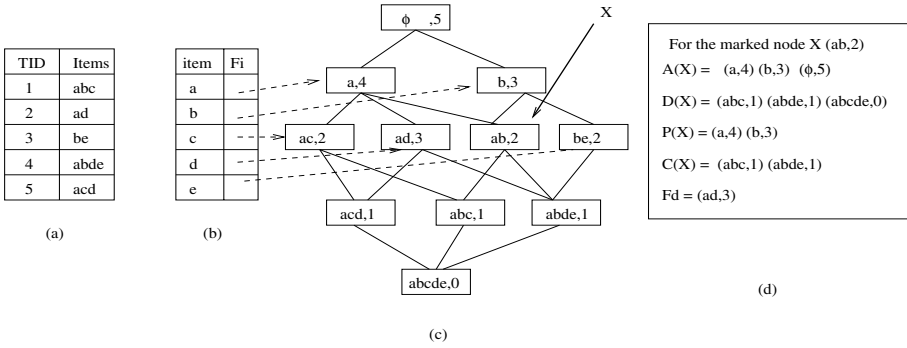 TID Items
1 abc
2 ad
3 be
4 abde
5 acd
(a)
item Fi
a
b
c
d
e
(b)
X
ϕ ,5
a,4 b,3
ac,2 ad,3 ab,2 be,2
acd,1 abc,1 abde,1
abcde,0
(c)
For the marked node X (ab,2)
A(X) = (a,4) (b,3) (ϕ,5)
D(X) = (abc,1) (abde,1) (abcde,0)
P(X) = (a,4) (b,3)
C(X) = (abc,1) (abde,1)
Fd = (ad,3)
(d)